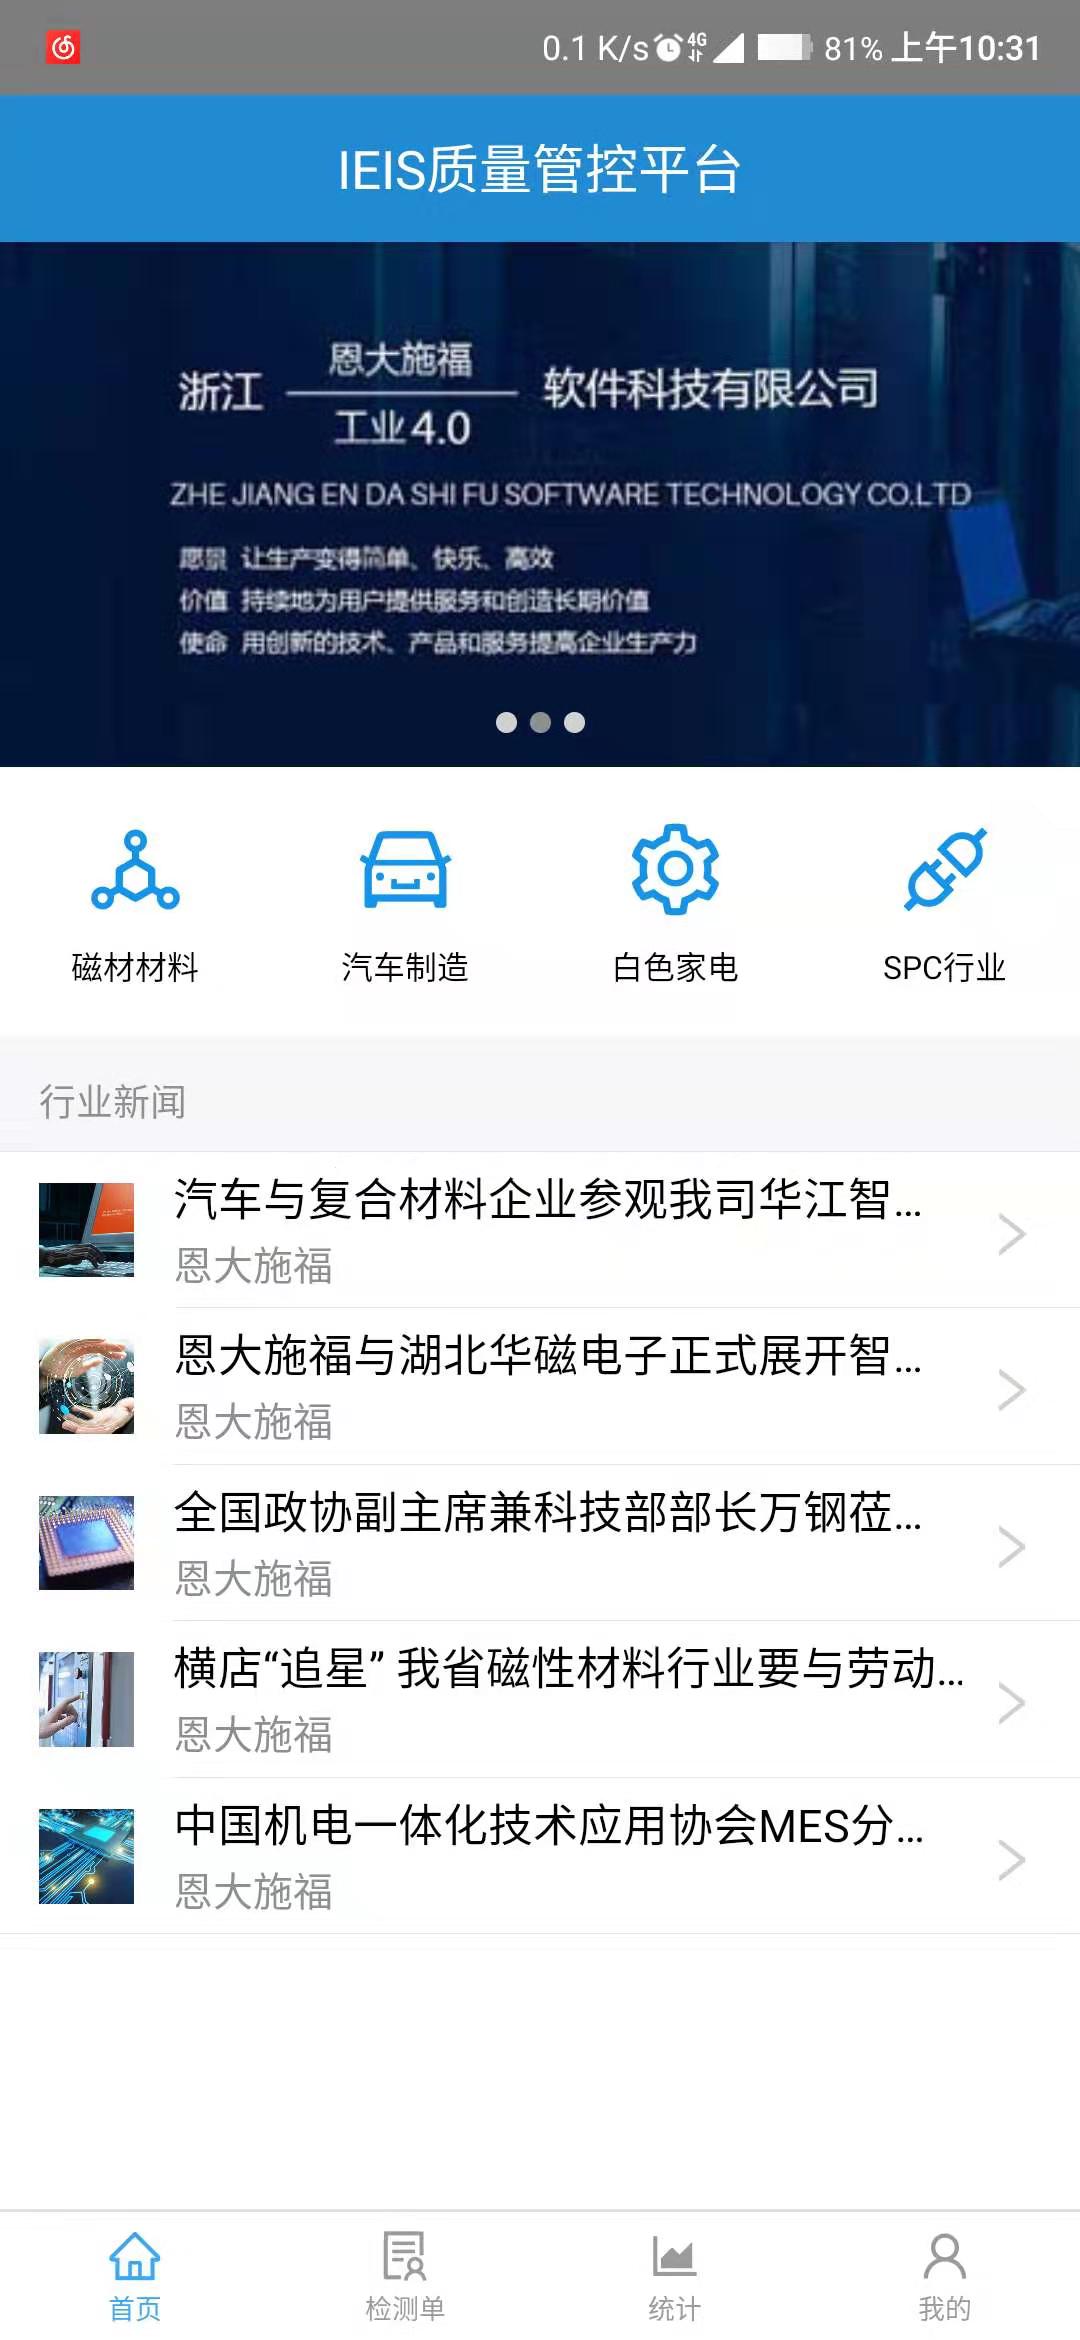 0.1 K/s 4G 81% 上午10:31
IEIS质量管控平台
浙江 恩大施福 软件科技有限公司
工业4.0
ZHE JIANG EN DA SHI FU SOFTWARE TECHNOLOGY CO.LTD
愿景 让生产变得简单、快乐、高效
价值 持续地为用户提供服务和创造长期价值
使命 用创新的技术、产品和服务提高企业生产力
磁材材料 汽车制造 白色家电 SPC行业
行业新闻
汽车与复合材料企业参观我司华江智...
恩大施福
恩大施福与湖北华磁电子正式展开智...
恩大施福
全国政协副主席兼科技部部长万钢莅...
恩大施福
横店“追星” 我省磁性材料行业要与劳动...
恩大施福
中国机电一体化技术应用协会MES分...
恩大施福
首页 检测单 统计 我的